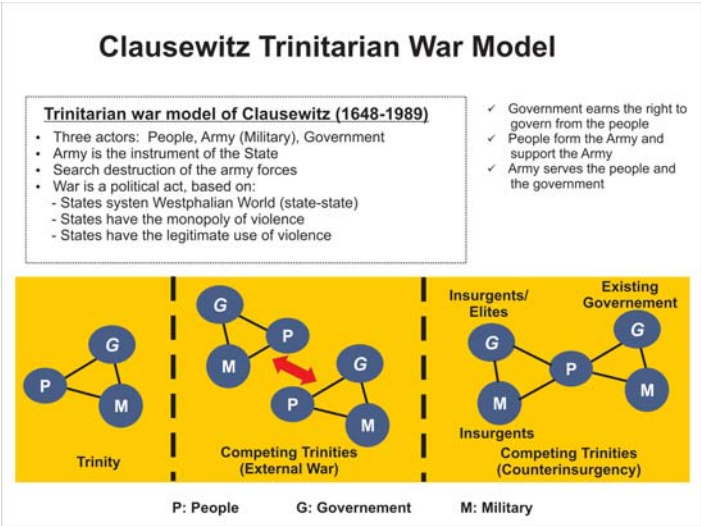 Clausewitz Trinitarian War Model
Trinitarian war model of Clausewitz (1648-1989)
• Three actors: People, Army (Military), Government
• Army is the instrument of the State
• Search destruction of the army forces
• War is a political act, based on:
- States systen Westphalian World (state-state)
- States have the monopoly of violence
- States have the legitimate use of violence
✓ Government earns the right to
govern from the people
✓ People form the Army and
support the Army
✓ Army serves the people and
the government
G
P
M
Trinity
G
P
M
G
P
M
Competing Trinities
(External War)
Insurgents/
Elites
Existing
Governement
G
G
P
M
M
Insurgents
Competing Trinities
(Counterinsurgency)
P: People
G: Governement
M: Military